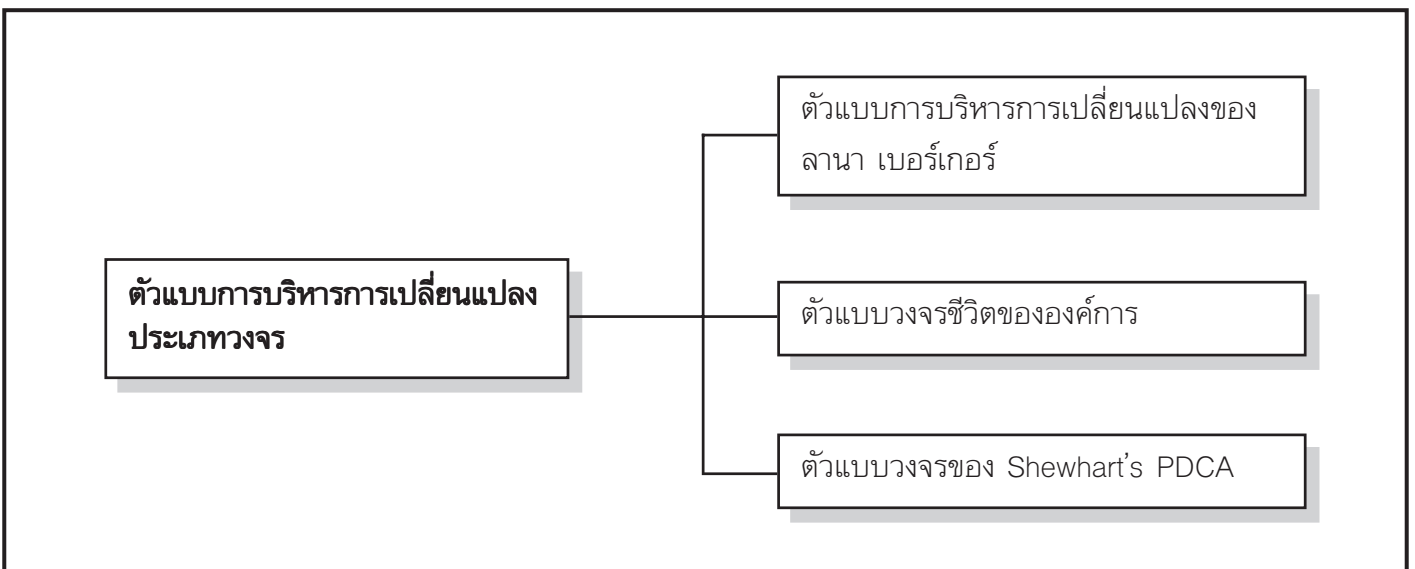 ตัวแบบการบริหารการเปลี่ยนแปลงของ
ลานา เบอร์เกอร์
ตัวแบบการบริหารการเปลี่ยนแปลง
ประเภทวงจร
ตัวแบบวงจรชีวิตขององค์การ
ตัวแบบวงจรของ Shewhart's PDCA